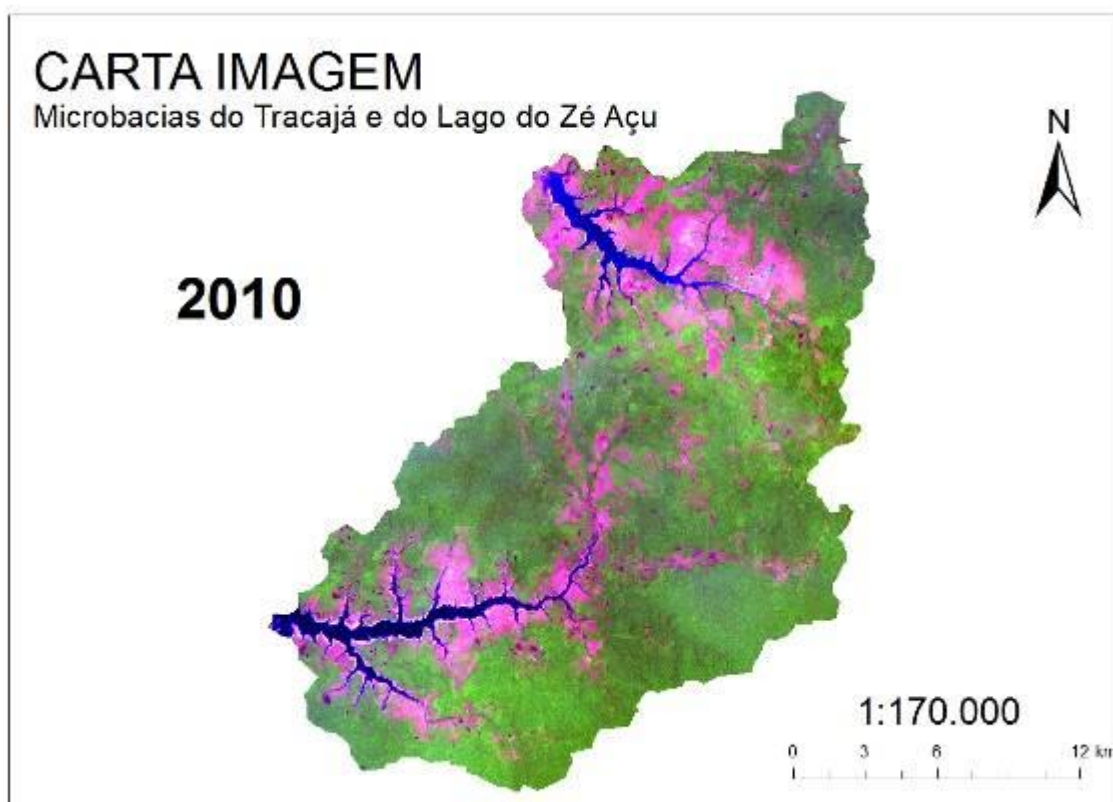 CARTA IMAGEM
Microbacias do Tracajá e do Lago do Zé Açu
N
2010
1:170.000
0 3 6 12 km